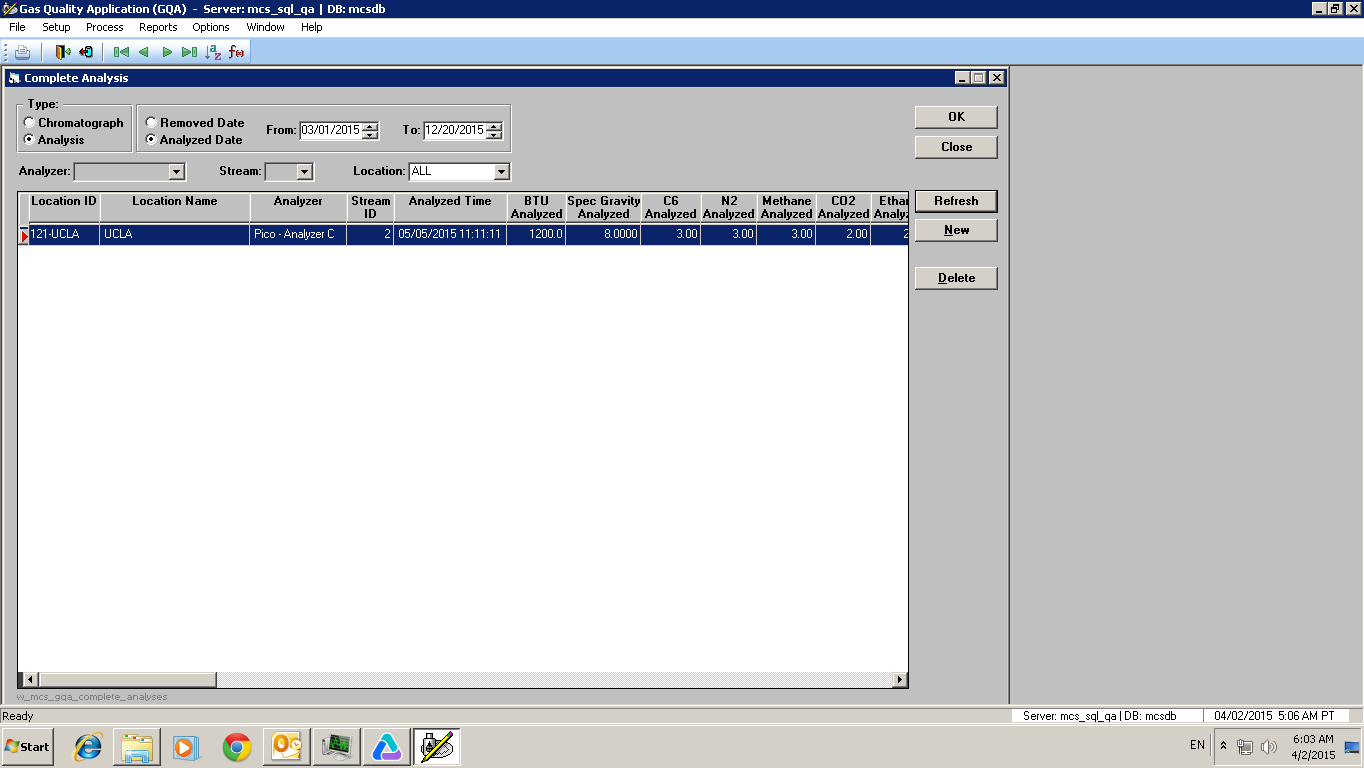 Gas Quality Application (GQA) - Server: mcs_sql_qa | DB: mcsdb
File Setup Process Reports Options Window Help
Complete Analysis
Type:
Chromatograph
Analysis
Removed Date
Analyzed Date
From: 03/01/2015
To: 12/20/2015
OK
Close
Analyzer:
Stream:
Location: ALL
Location ID Location Name Analyzer Stream ID Analyzed Time BTU Analyzed Spec Gravity Analyzed C6 Analyzed N2 Analyzed Methane Analyzed CO2 Analyzed
121-UCLA UCLA Pico - Analyzer C 2 05/05/2015 11:11:11 1200.0 8.0000 3.00 3.00 3.00 2.00 2
Refresh
New
Delete
w_mcs_gqa_complete_analyses
Ready
Server: mcs_sql_qa | DB: mcsdb
04/02/2015 5:06 AM PT
Start
EN
6:03 AM
4/2/2015